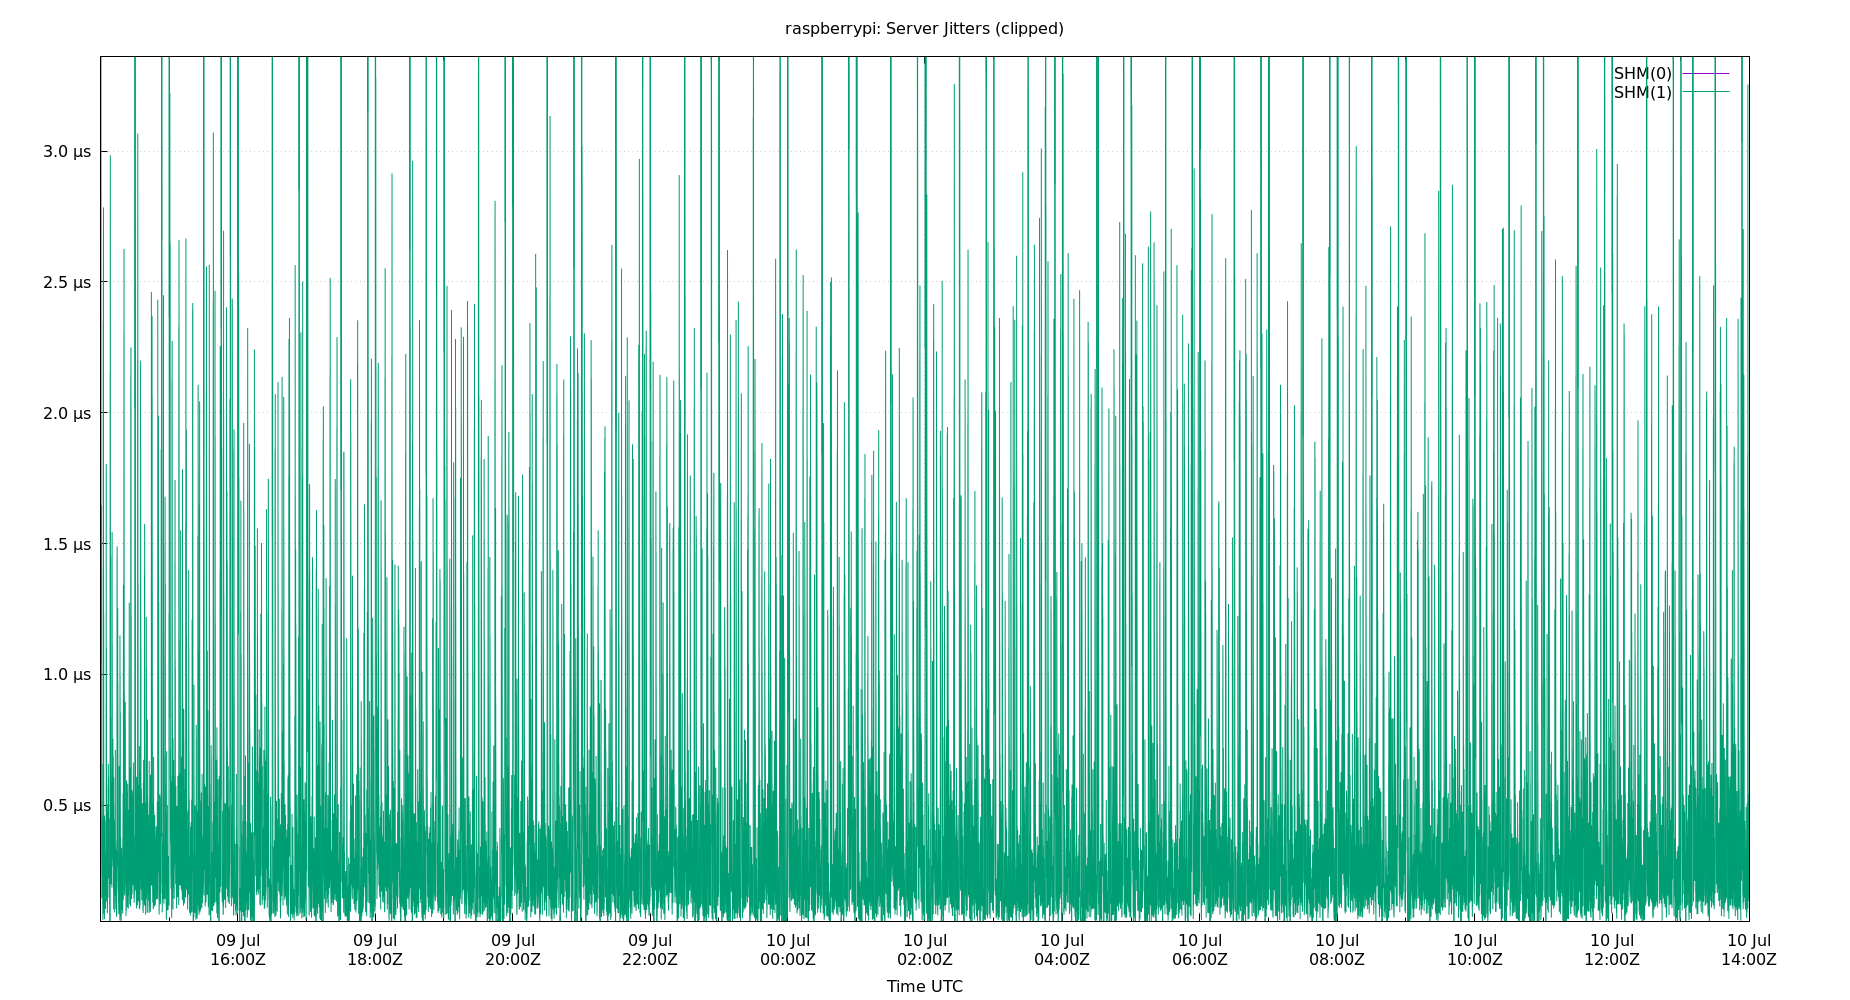 raspberrypi: Server Jitters (clipped)
SHM(0)
SHM(1)
3.0 µs
2.5 µs
2.0 µs
1.5 µs
1.0 µs
0.5 µs
09 Jul 09 Jul 09 Jul 09 Jul 10 Jul 10 Jul 10 Jul 10 Jul 10 Jul 10 Jul 10 Jul 10 Jul
16:00Z 18:00Z 20:00Z 22:00Z 00:00Z 02:00Z 04:00Z 06:00Z 08:00Z 10:00Z 12:00Z 14:00Z
Time UTC